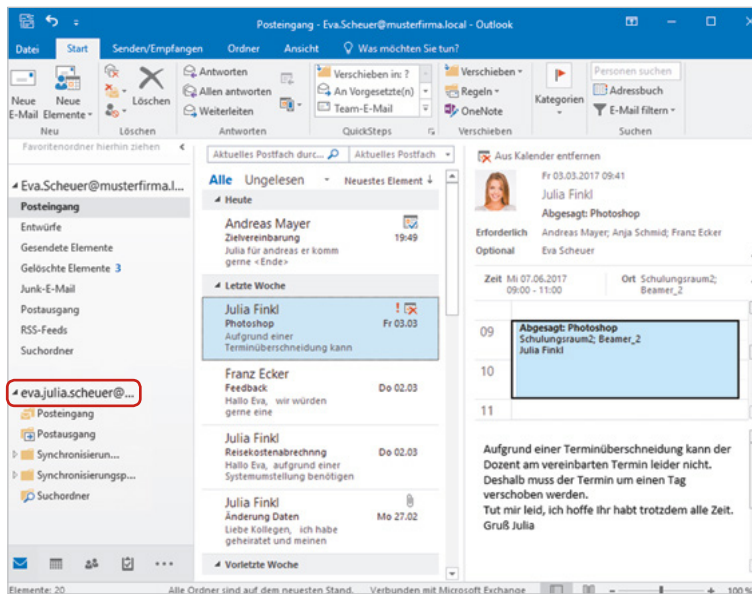 Posteingang - Eva.Scheuer@musterfirma.local - Outlook
Datei Start Senden/Empfangen Ordner Ansicht Was möchten Sie tun?
Neue E-Mail
Neue Elemente
Löschen
Antworten
Allen antworten
Weiterleiten
Verschieben in: ?
An Vorgesetzte(n)
Team-E-Mail
Verschieben
Regeln
OneNote
Kategorien
Personen suchen
Adressbuch
E-Mail filtern
Neu Löschen Antworten QuickSteps Verschieben Suchen
Favoritenordner hierhin ziehen
Eva.Scheuer@musterfirma.l...
Posteingang
Entwürfe
Gesendete Elemente
Gelöschte Elemente 3
Junk-E-Mail
Postausgang
RSS-Feeds
Suchordner
eva.julia.scheuer@...
Posteingang
Postausgang
Synchronisierun...
Synchronisierungsp...
Suchordner
Aktuelles Postfach durc... Aktuelles Postfach
Alle Ungelesen Neuestes Element ↓
Heute
Andreas Mayer
Zielvereinbarung 19:49
Julia für andreas er komm
gerne <Ende>
Letzte Woche
Julia Finkl
Photoshop Fr 03.03
Aufgrund einer
Terminüberschneidung kann
Franz Ecker
Feedback Do 02.03
Hallo Eva, wir würden
gerne eine
Julia Finkl
Reisekostenabrechnng Do 02.03
Hallo Eva, aufgrund einer
Systemumstellung benötigen
Julia Finkl
Änderung Daten Mo 27.02
Liebe Kollegen, ich habe
geheiratet und meinen
Vorletzte Woche
Aus Kalender entfernen
Fr 03.03.2017 09:41
Julia Finkl
Abgesagt: Photoshop
Erforderlich Andreas Mayer; Anja Schmid; Franz Ecker
Optional Eva Scheuer
Zeit Mi 07.06.2017 Ort Schulungsraum2;
09:00 - 11:00 Beamer_2
09
Abgesagt: Photoshop
Schulungsraum2; Beamer_2
Julia Finkl
10
11
Aufgrund einer Terminüberschneidung kann der
Dozent am vereinbarten Termin leider nicht.
Deshalb muss der Termin um einen Tag
verschoben werden.
Tut mir leid, ich hoffe Ihr habt trotzdem alle Zeit.
Gruß Julia
Elemente: 20 Alle Ordner sind auf dem neuesten Stand. Verbunden mit Microsoft Exchange 100 %